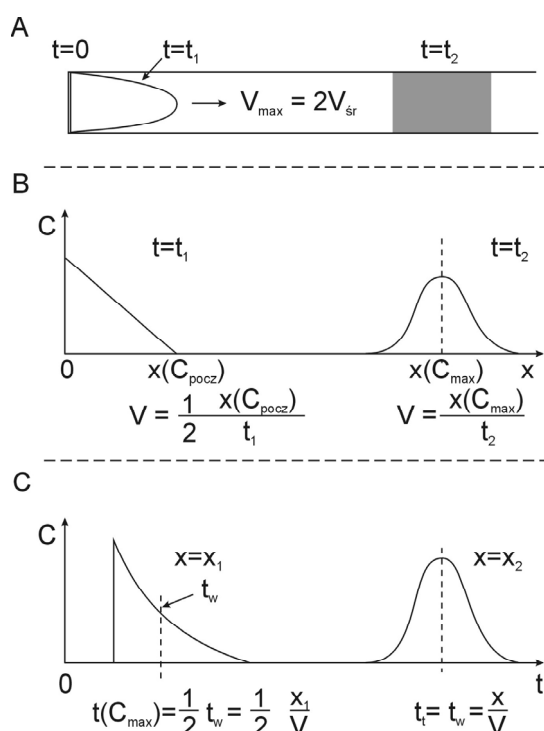 A
t=0 t=t₁ t=t₂
Vmax = 2Vśr
B
C t=t₁ t=t₂
0 x(Cpocz) x(Cmax) x
V = 1/2 x(Cpocz)/t₁ V = x(Cmax)/t₂
C
C x=x₁ x=x₂
tw
0 t
t(Cmax)= 1/2 tw = 1/2 x₁/V tt= tw = x/V